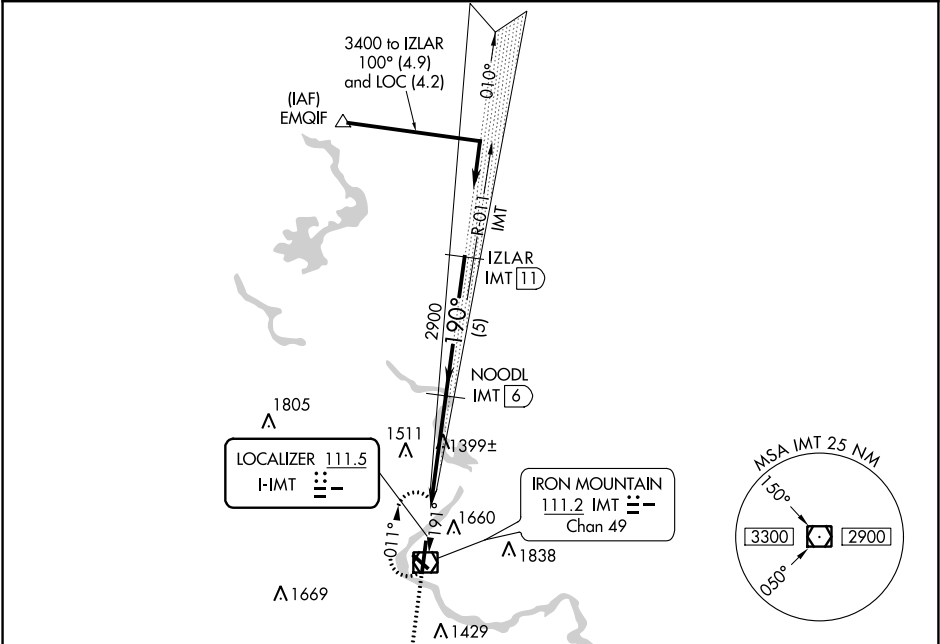 3400 to IZLAR
100° (4.9)
and LOC (4.2)
(IAF)
EMQIF
010°
R-011
IMT
IZLAR
IMT 11
2900
190°
(5)
NOODL
IMT 6
1805
1511
1399±
LOCALIZER 111.5
I-IMT
IRON MOUNTAIN
111.2 IMT
Chan 49
191°
011°
1660
1838
1669
1429
MSA IMT 25 NM
150°
3300
2900
050°